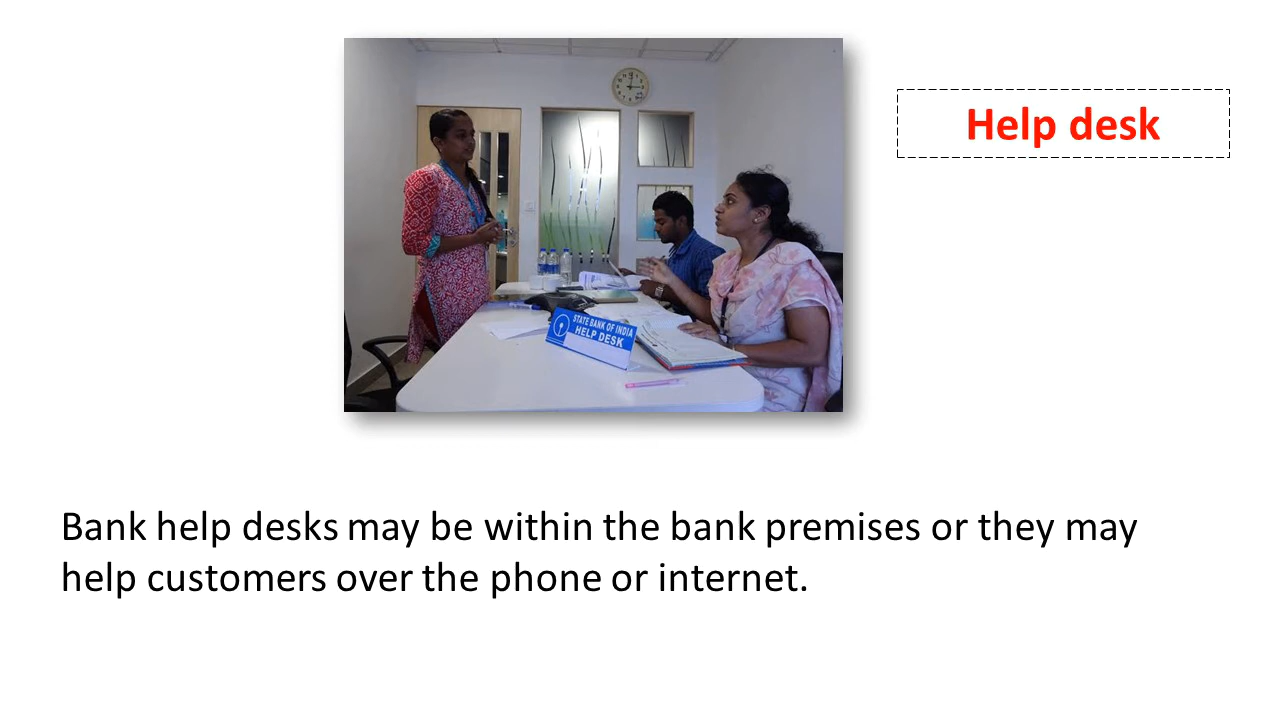 Help desk
STATE BANK OF INDIA
HELP DESK
Bank help desks may be within the bank premises or they may
help customers over the phone or internet.